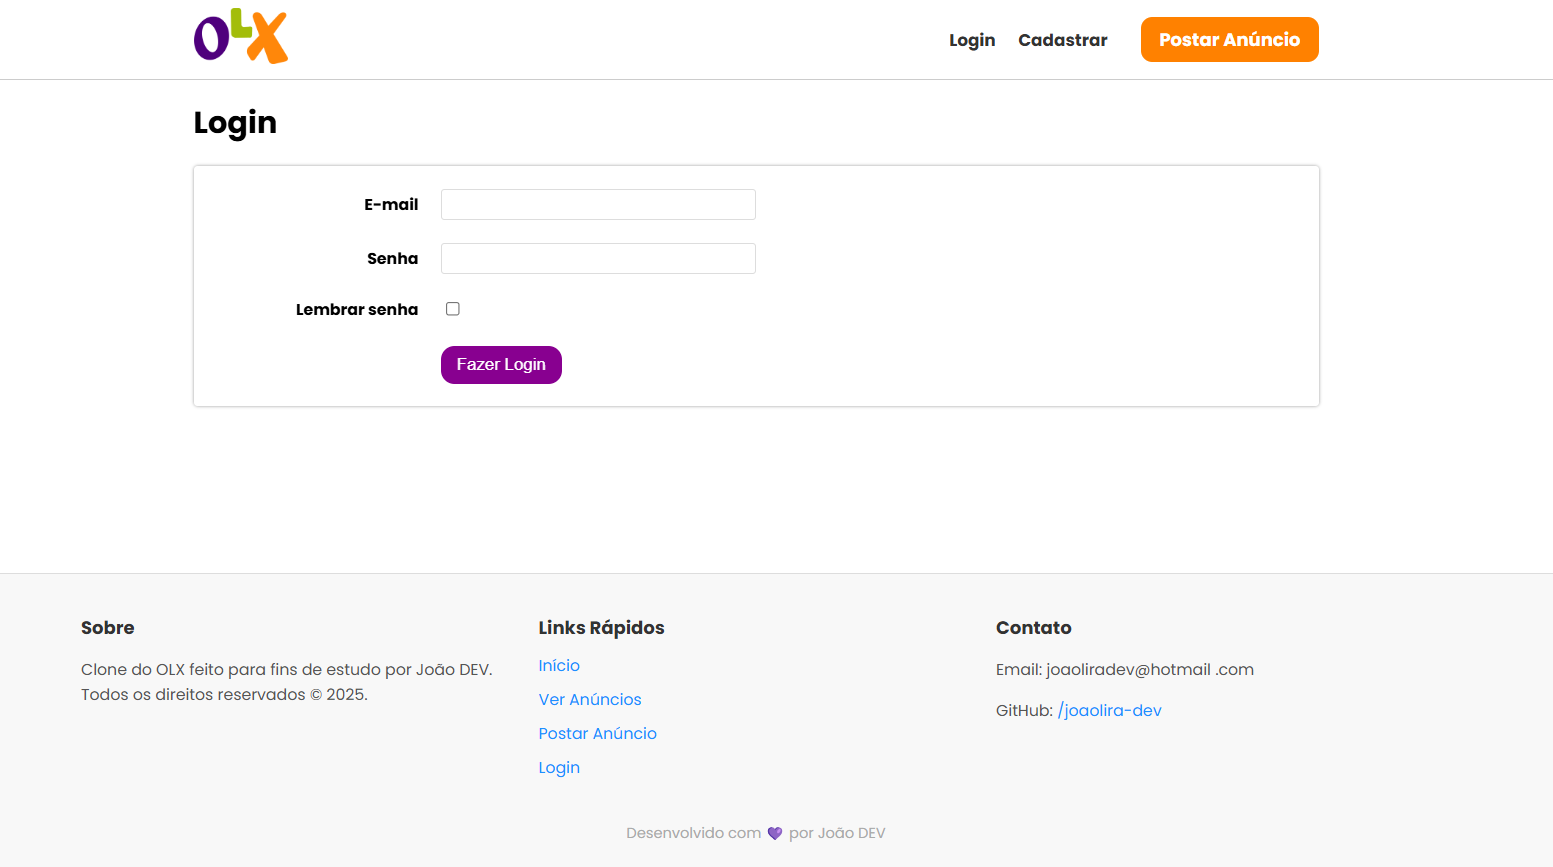 OLX
Login
Cadastrar
Postar Anúncio
Login
E-mail
Senha
Lembrar senha
Fazer Login
Sobre
Clone do OLX feito para fins de estudo por João DEV.
Todos os direitos reservados © 2025.
Links Rápidos
Início
Ver Anúncios
Postar Anúncio
Login
Contato
Email: joaoliradev@hotmail .com
GitHub: /joaolira-dev
Desenvolvido com 💜 por João DEV